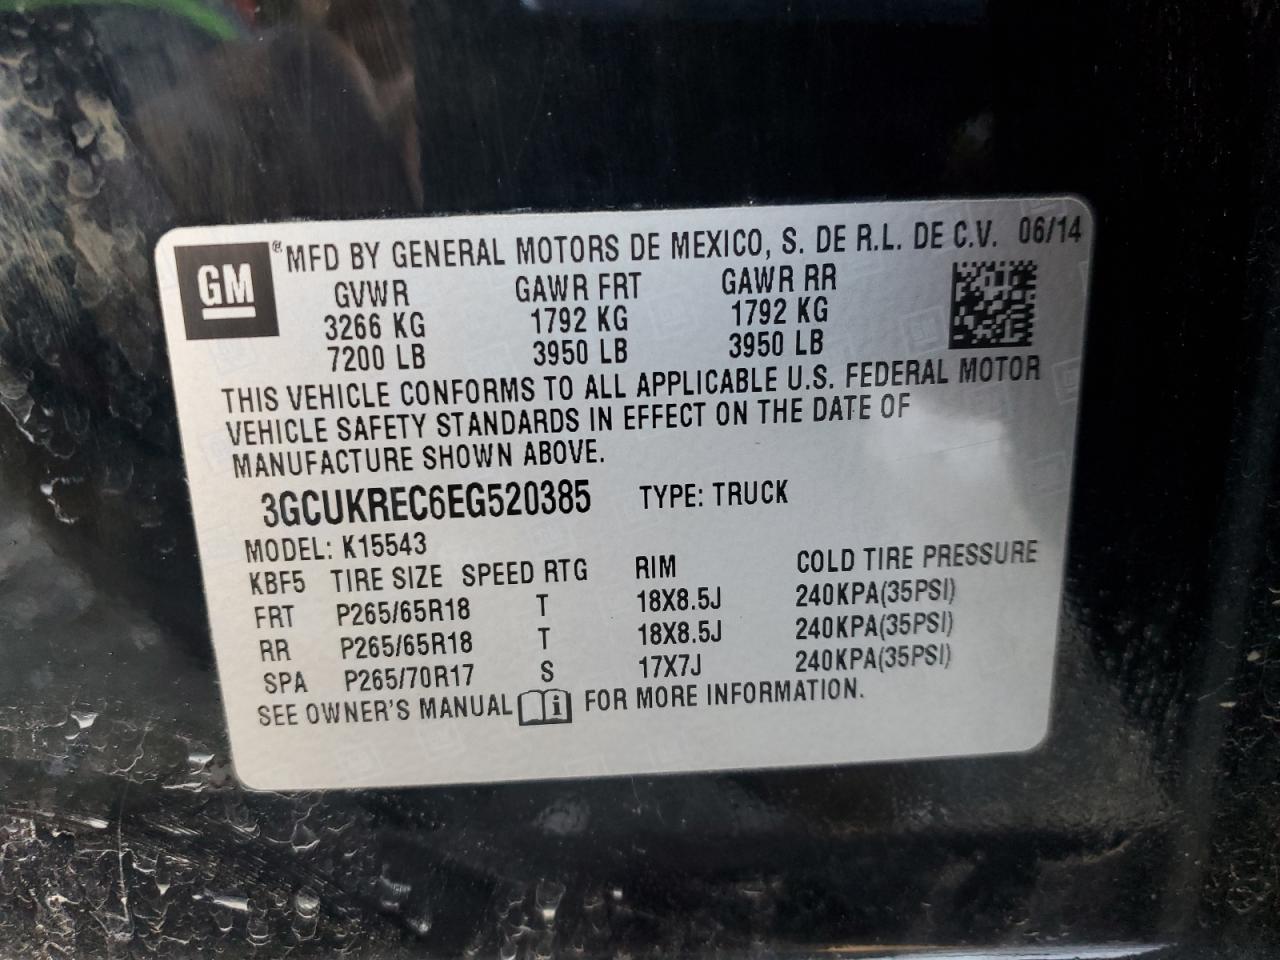 GM ® MFD BY GENERAL MOTORS DE MEXICO, S. DE R.L. DE C.V. 06/14
GVWR GAWR FRT GAWR RR
3266 KG 1792 KG 1792 KG
7200 LB 3950 LB 3950 LB
THIS VEHICLE CONFORMS TO ALL APPLICABLE U.S. FEDERAL MOTOR
VEHICLE SAFETY STANDARDS IN EFFECT ON THE DATE OF
MANUFACTURE SHOWN ABOVE.
3GCUKREC6EG520385 TYPE: TRUCK
MODEL: K15543
KBF5 TIRE SIZE SPEED RTG RIM COLD TIRE PRESSURE
FRT P265/65R18 T 18X8.5J 240KPA(35PSI)
RR P265/65R18 T 18X8.5J 240KPA(35PSI)
SPA P265/70R17 S 17X7J 240KPA(35PSI)
SEE OWNER'S MANUAL i FOR MORE INFORMATION.